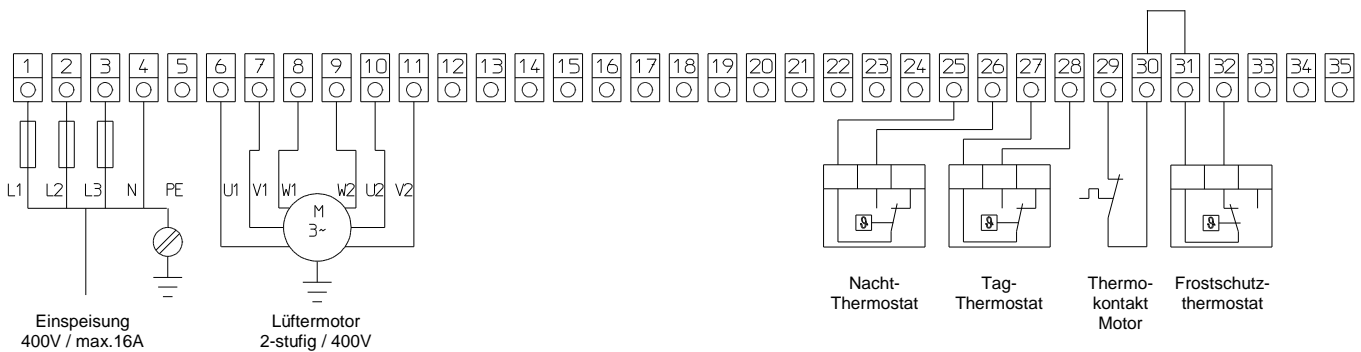 1 2 3 4 5 6 7 8 9 10 11 12 13 14 15 16 17 18 19 20 21 22 23 24 25 26 27 28 29 30 31 32 33 34 35
L1 L2 L3 N PE U1 V1 W1 W2 U2 V2
M
3~
ϑ ϑ ϑ
Einspeisung
400V / max.16A
Lüftermotor
2-stufig / 400V
Nacht-
Thermostat
Tag-
Thermostat
Thermo-
kontakt
Motor
Frostschutz-
thermostat